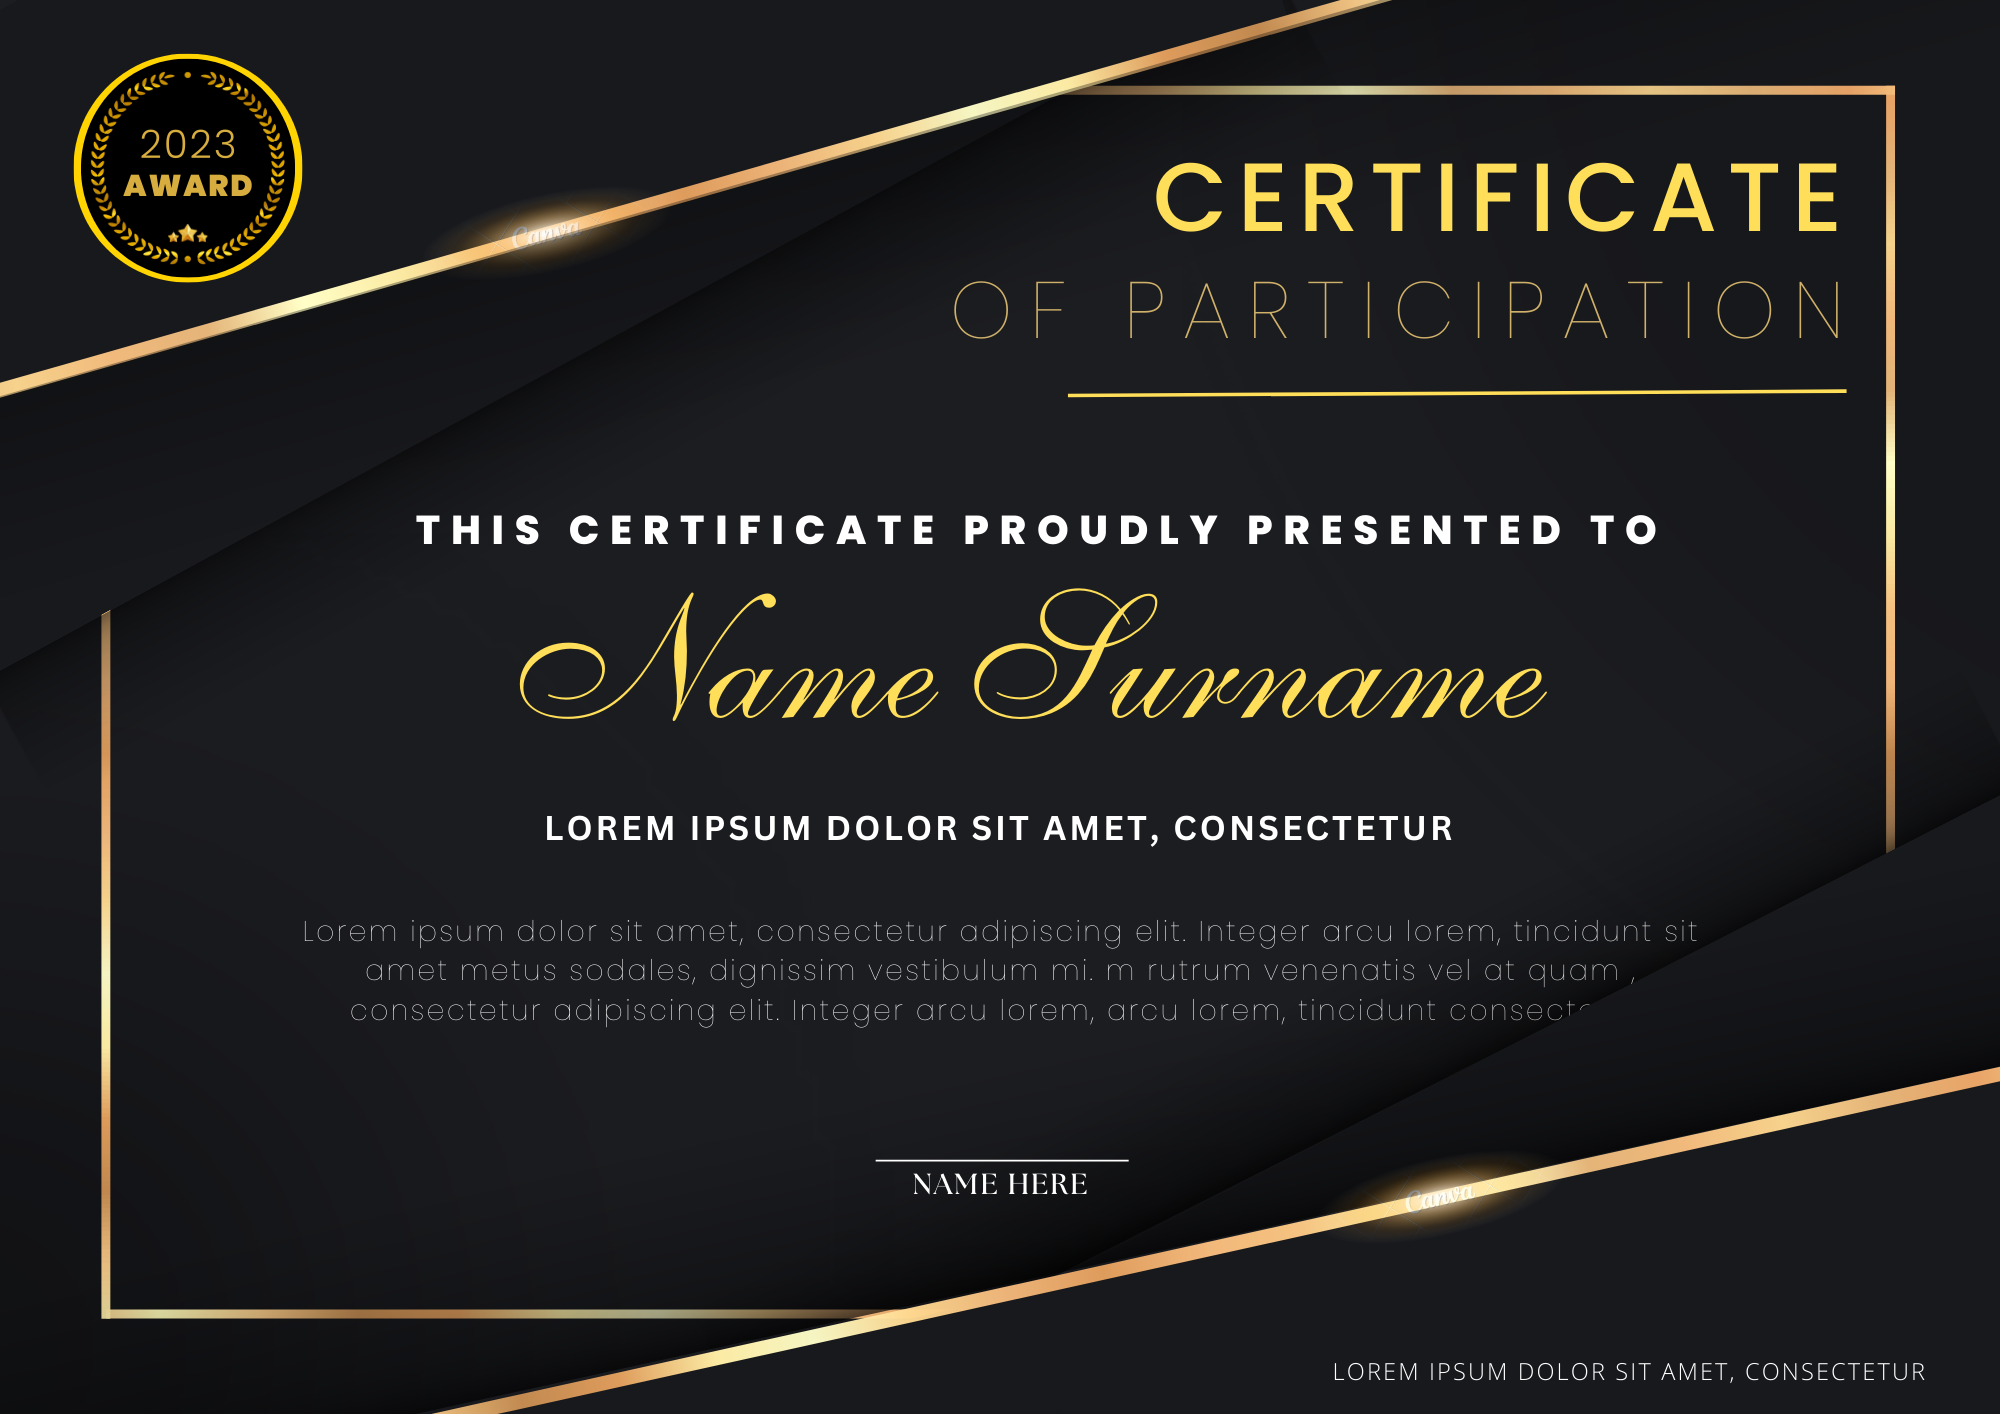 2023
AWARD
Canva
CERTIFICATE
OF PARTICIPATION
THIS CERTIFICATE PROUDLY PRESENTED TO
Name Surname
LOREM IPSUM DOLOR SIT AMET, CONSECTETUR
Lorem ipsum dolor sit amet, consectetur adipiscing elit. Integer arcu lorem, tincidunt sit
amet metus sodales, dignissim vestibulum mi. m rutrum venenatis vel at quam ,
consectetur adipiscing elit. Integer arcu lorem, arcu lorem, tincidunt
NAME HERE
Canva
LOREM IPSUM DOLOR SIT AMET, CONSECTETUR